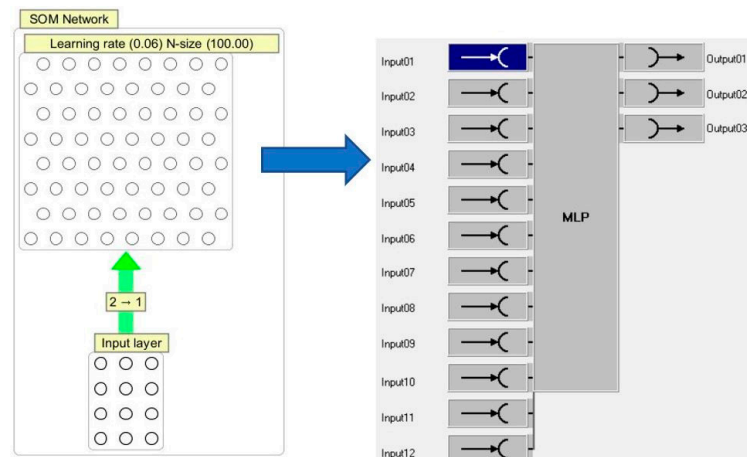 SOM Network
Learning rate (0.06) N-size (100.00)
2 → 1
Input layer
Input01
Input02
Input03
Input04
Input05
Input06
Input07
Input08
Input09
Input10
Input11
Input12
MLP
Output01
Output02
Output03